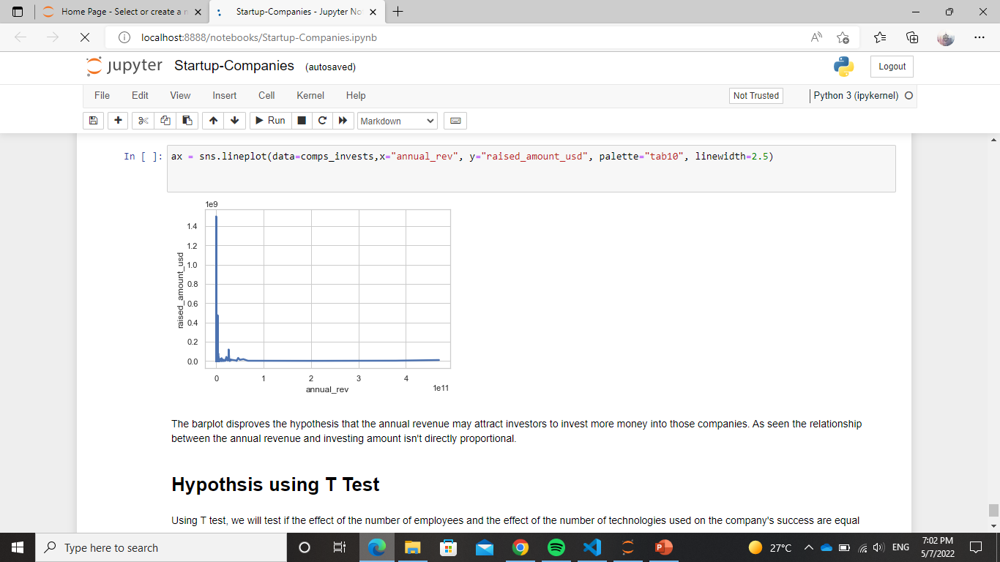 Home Page - Select or create a n
Startup-Companies - Jupyter No
localhost:8888/notebooks/Startup-Companies.ipynb
jupyter Startup-Companies (autosaved)
Logout
File Edit View Insert Cell Kernel Help
Not Trusted
Python 3 (ipykernel)
Run
Markdown
In [ ]: ax = sns.lineplot(data=comps_invests,x="annual_rev", y="raised_amount_usd", palette="tab10", linewidth=2.5)
1e9
1.4
1.2
1.0
0.8
0.6
0.4
0.2
0.0
raised_amount_usd
0 1 2 3 4
annual_rev
1e11
The barplot disproves the hypothesis that the annual revenue may attract investors to invest more money into those companies. As seen the relationship
between the annual revenue and investing amount isn't directly proportional.
Hypothsis using T Test
Using T test, we will test if the effect of the number of employees and the effect of the number of technologies used on the company's success are equal
Type here to search
27°C
ENG
7:02 PM
5/7/2022